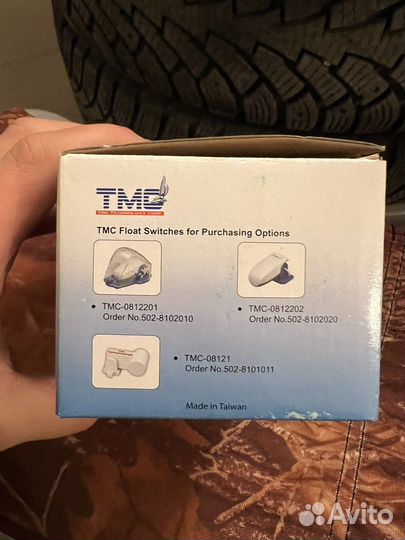 TMC
TMC TECHNOLOGY CORP.
TMC Float Switches for Purchasing Options
• TMC-0812201
Order No.502-8102010
• TMC-0812202
Order No.502-8102020
• TMC-08121
Order No.502-8101011
Made in Taiwan
Avito